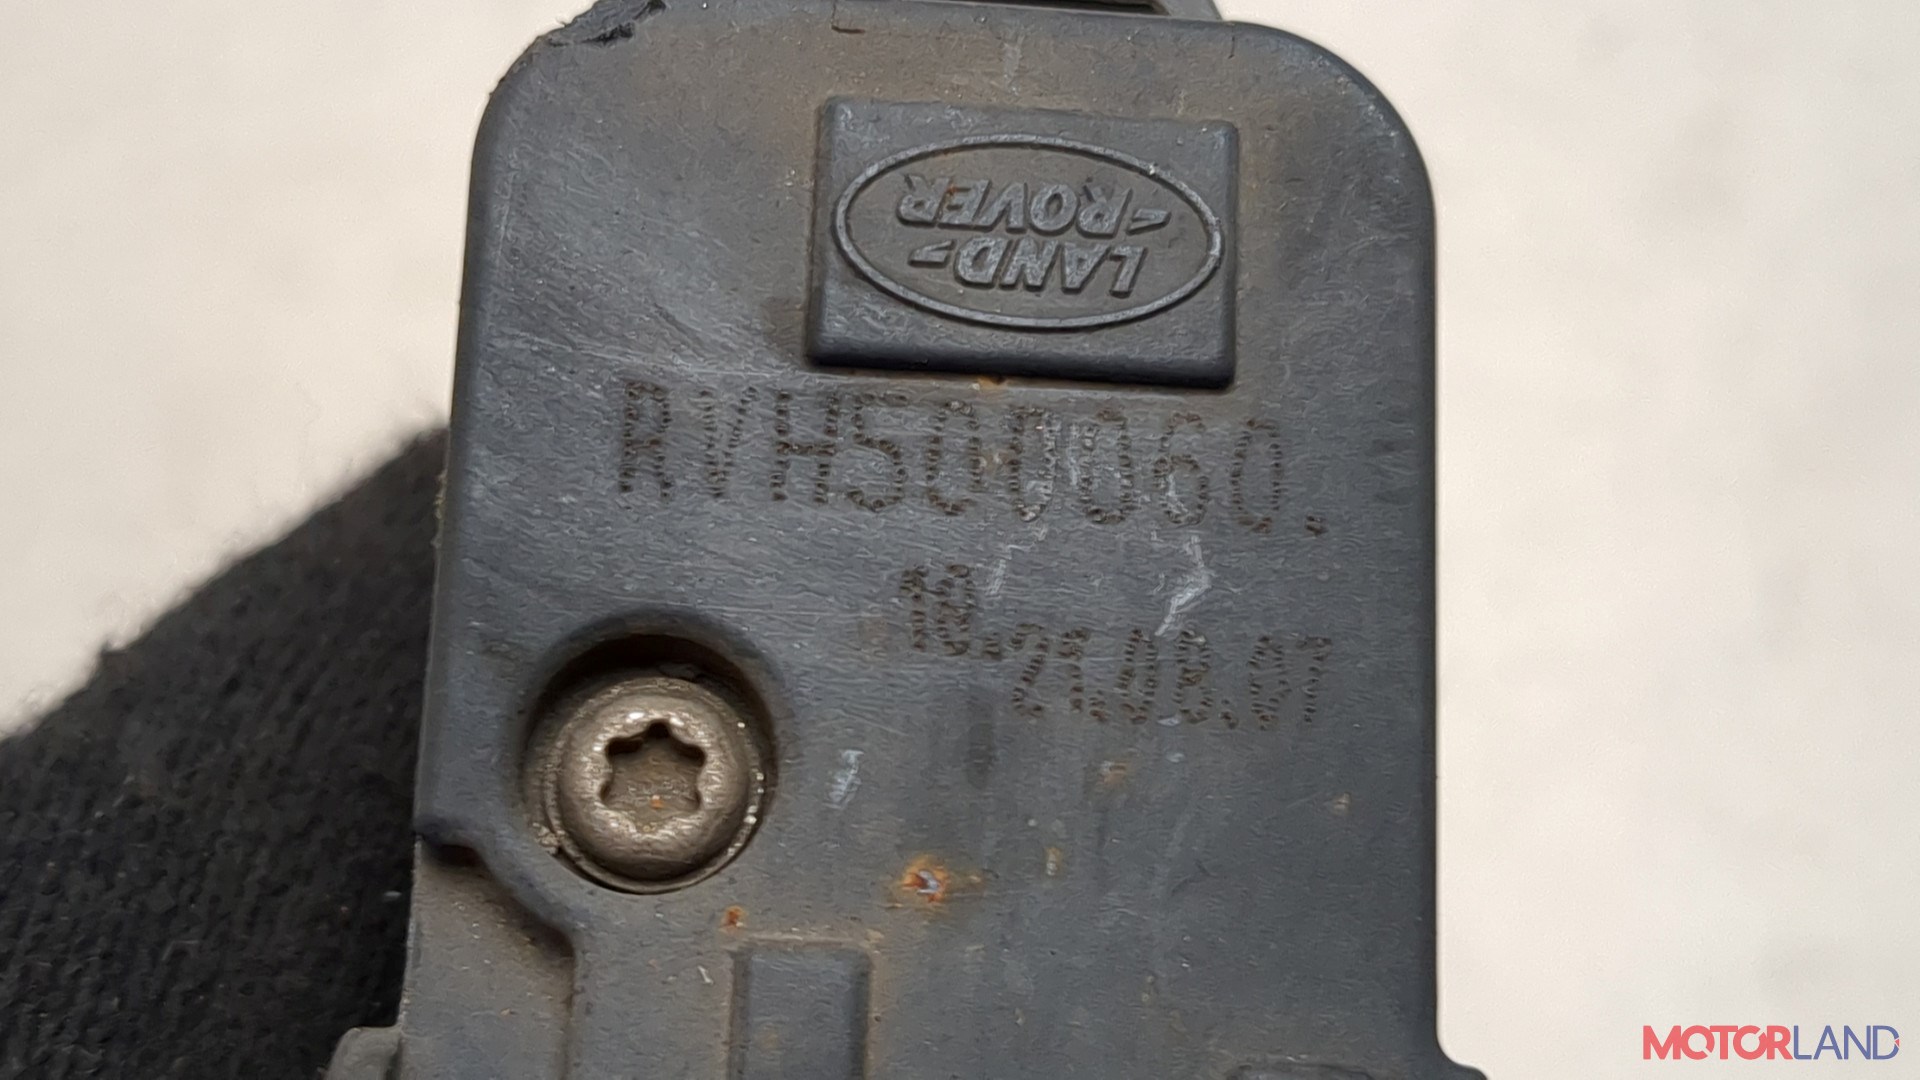 LAND-
-ROVER
RVH500060.
MOTORLAND